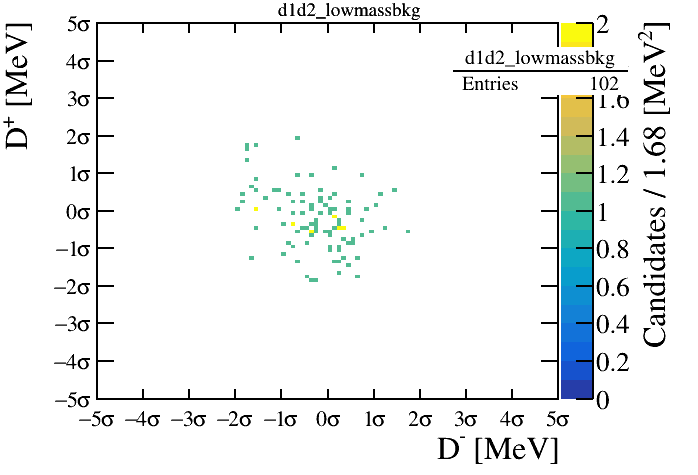 d1d2_lowmassbkg
D⁺ [MeV]
5σ
4σ
3σ
2σ
1σ
0σ
−1σ
−2σ
−3σ
−4σ
−5σ
−5σ −4σ −3σ −2σ −1σ 0σ 1σ 2σ 3σ 4σ 5σ
D⁻ [MeV]
d1d2_lowmassbkg
Entries 102
2
1.6
1.4
1.2
1
0.8
0.6
0.4
0.2
0
Candidates / 1.68 [MeV²]